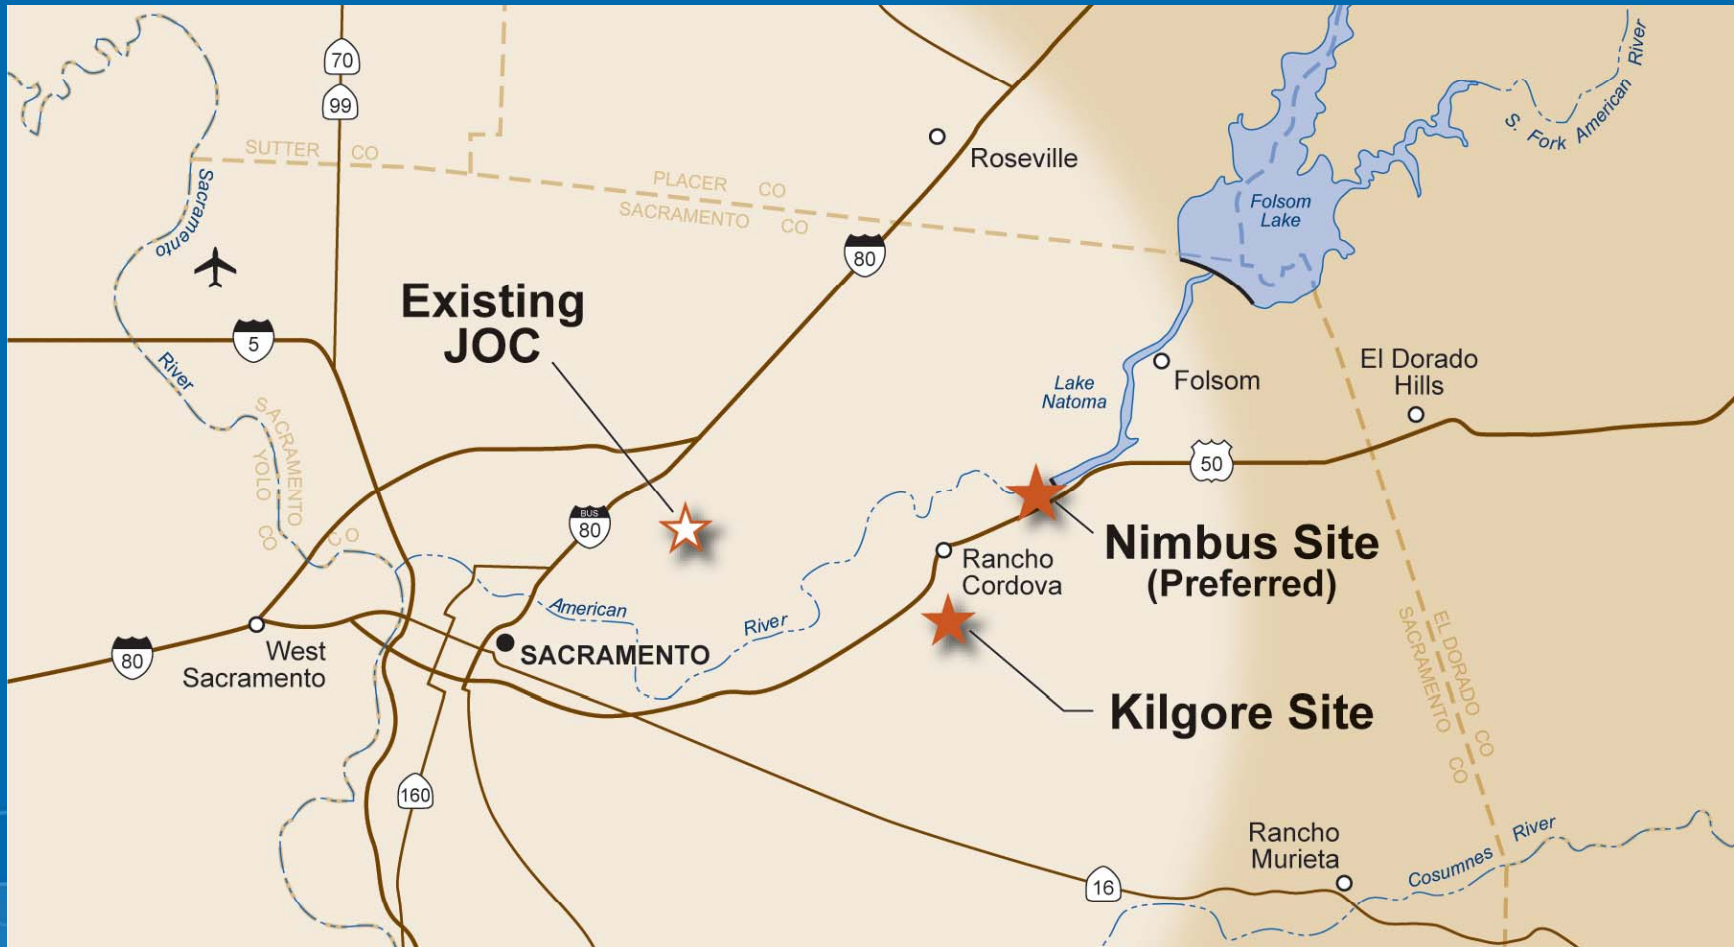 70
99
SUTTER CO
PLACER CO
SACRAMENTO CO
Roseville
S. Fork American River
Folsom
Lake
Sacramento
River
80
Existing
JOC
5
Lake
Natoma
Folsom
El Dorado
Hills
SACRAMENTO CO
YOLO CO
50
BUS
80
Nimbus Site
(Preferred)
Rancho
Cordova
American
River
West
Sacramento
80
SACRAMENTO
EL DORADO CO
SACRAMENTO CO
Kilgore Site
160
16
Rancho
Murieta
Cosumnes River